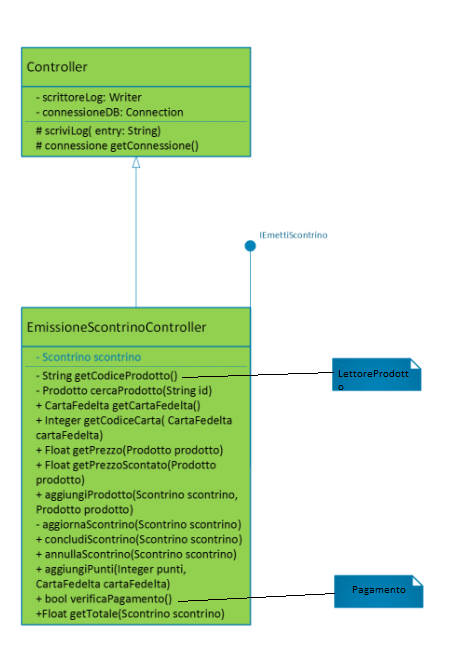 Controller
- scrittoreLog: Writer
- connessioneDB: Connection
# scriviLog( entry: String)
# connessione getConnessione()
IEmettiScontrino
EmissioneScontrinoController
- Scontrino scontrino
- String getCodiceProdotto()
- Prodotto cercaProdotto(String id)
+ CartaFedelta getCartaFedelta()
+ Integer getCodiceCarta( CartaFedelta
cartaFedelta)
+ Float getPrezzo(Prodotto prodotto)
+ Float getPrezzoScontato(Prodotto
prodotto)
+ aggiungiProdotto(Scontrino scontrino,
Prodotto prodotto)
- aggiornaScontrino(Scontrino scontrino)
+ concludiScontrino(Scontrino scontrino)
+ annullaScontrino(Scontrino scontrino)
+ aggiungiPunti(Integer punti,
CartaFedelta cartaFedelta)
+ bool verificaPagamento()
+Float getTotale(Scontrino scontrino)
LettoreProdott
o
Pagamento